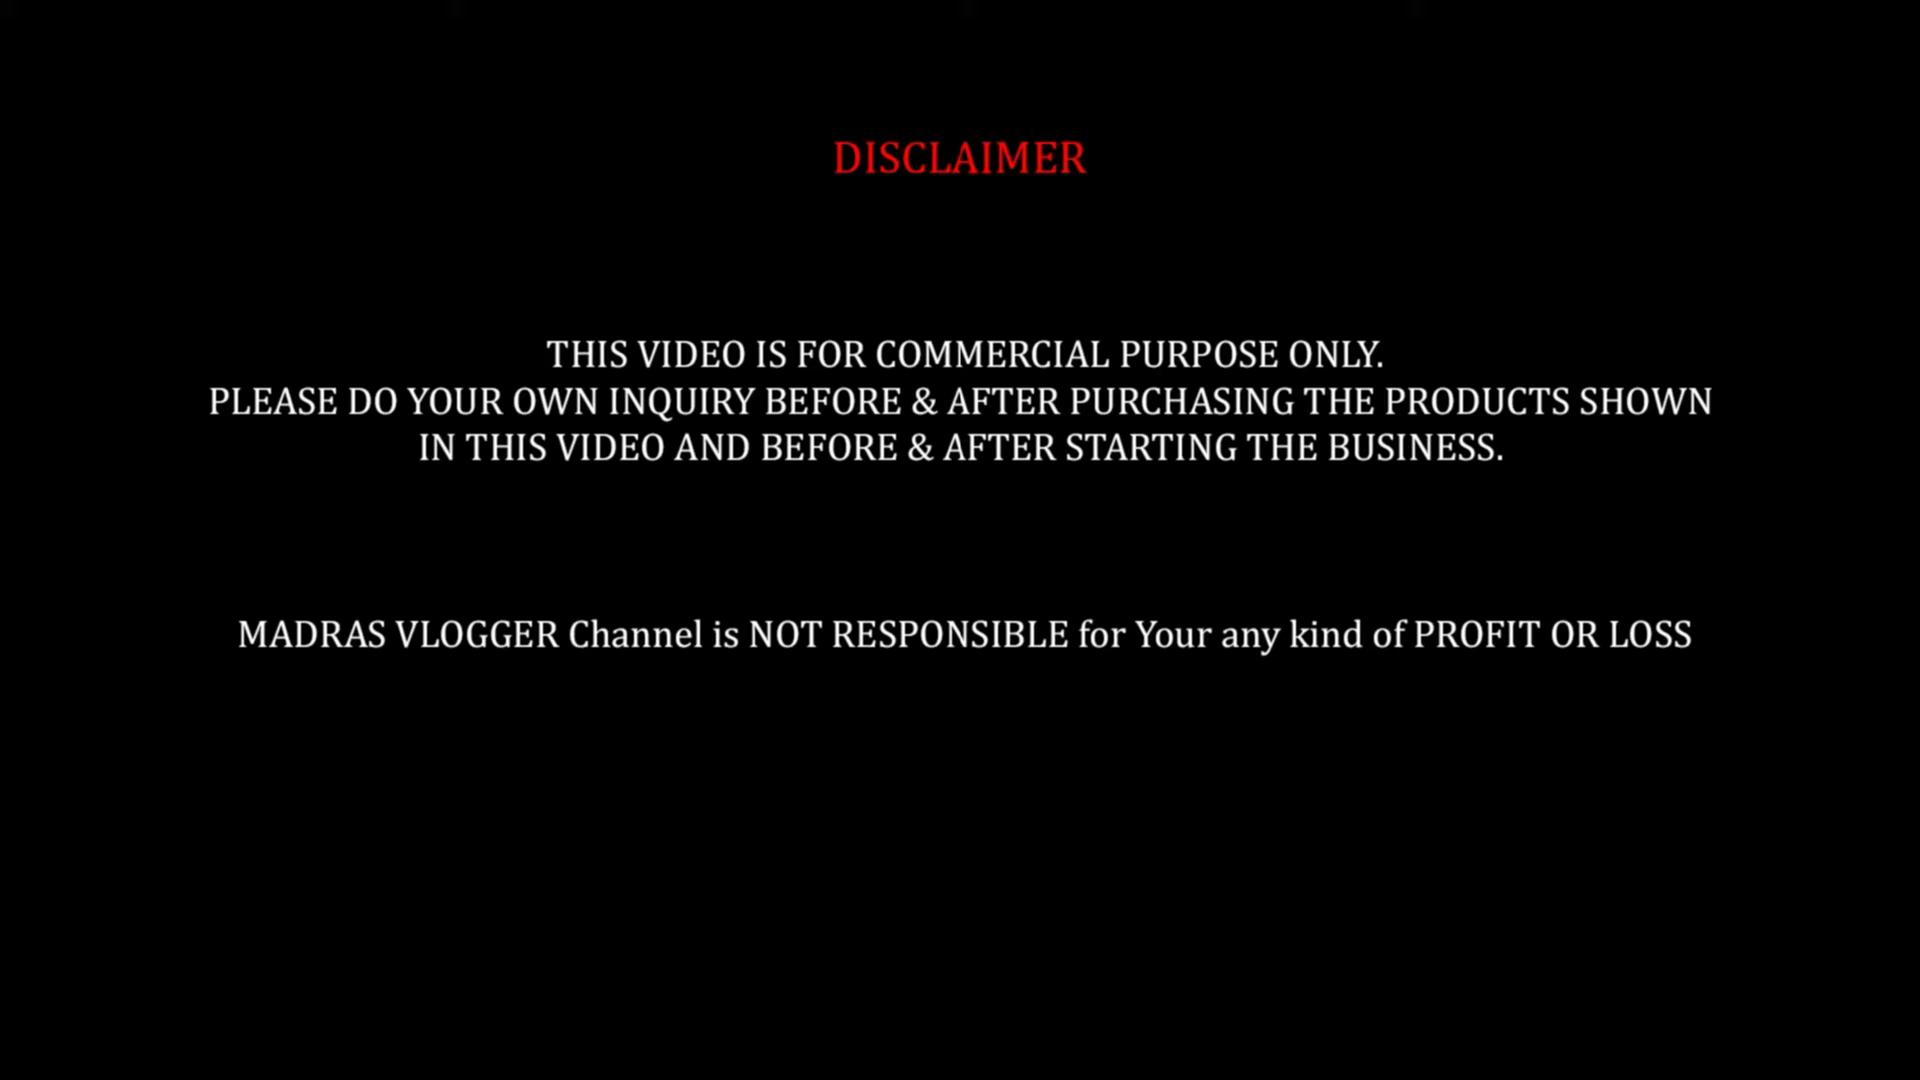 DISCLAIMER
THIS VIDEO IS FOR COMMERCIAL PURPOSE ONLY.
PLEASE DO YOUR OWN INQUIRY BEFORE & AFTER PURCHASING THE PRODUCTS SHOWN
IN THIS VIDEO AND BEFORE & AFTER STARTING THE BUSINESS.
MADRAS VLOGGER Channel is NOT RESPONSIBLE for Your any kind of PROFIT OR LOSS